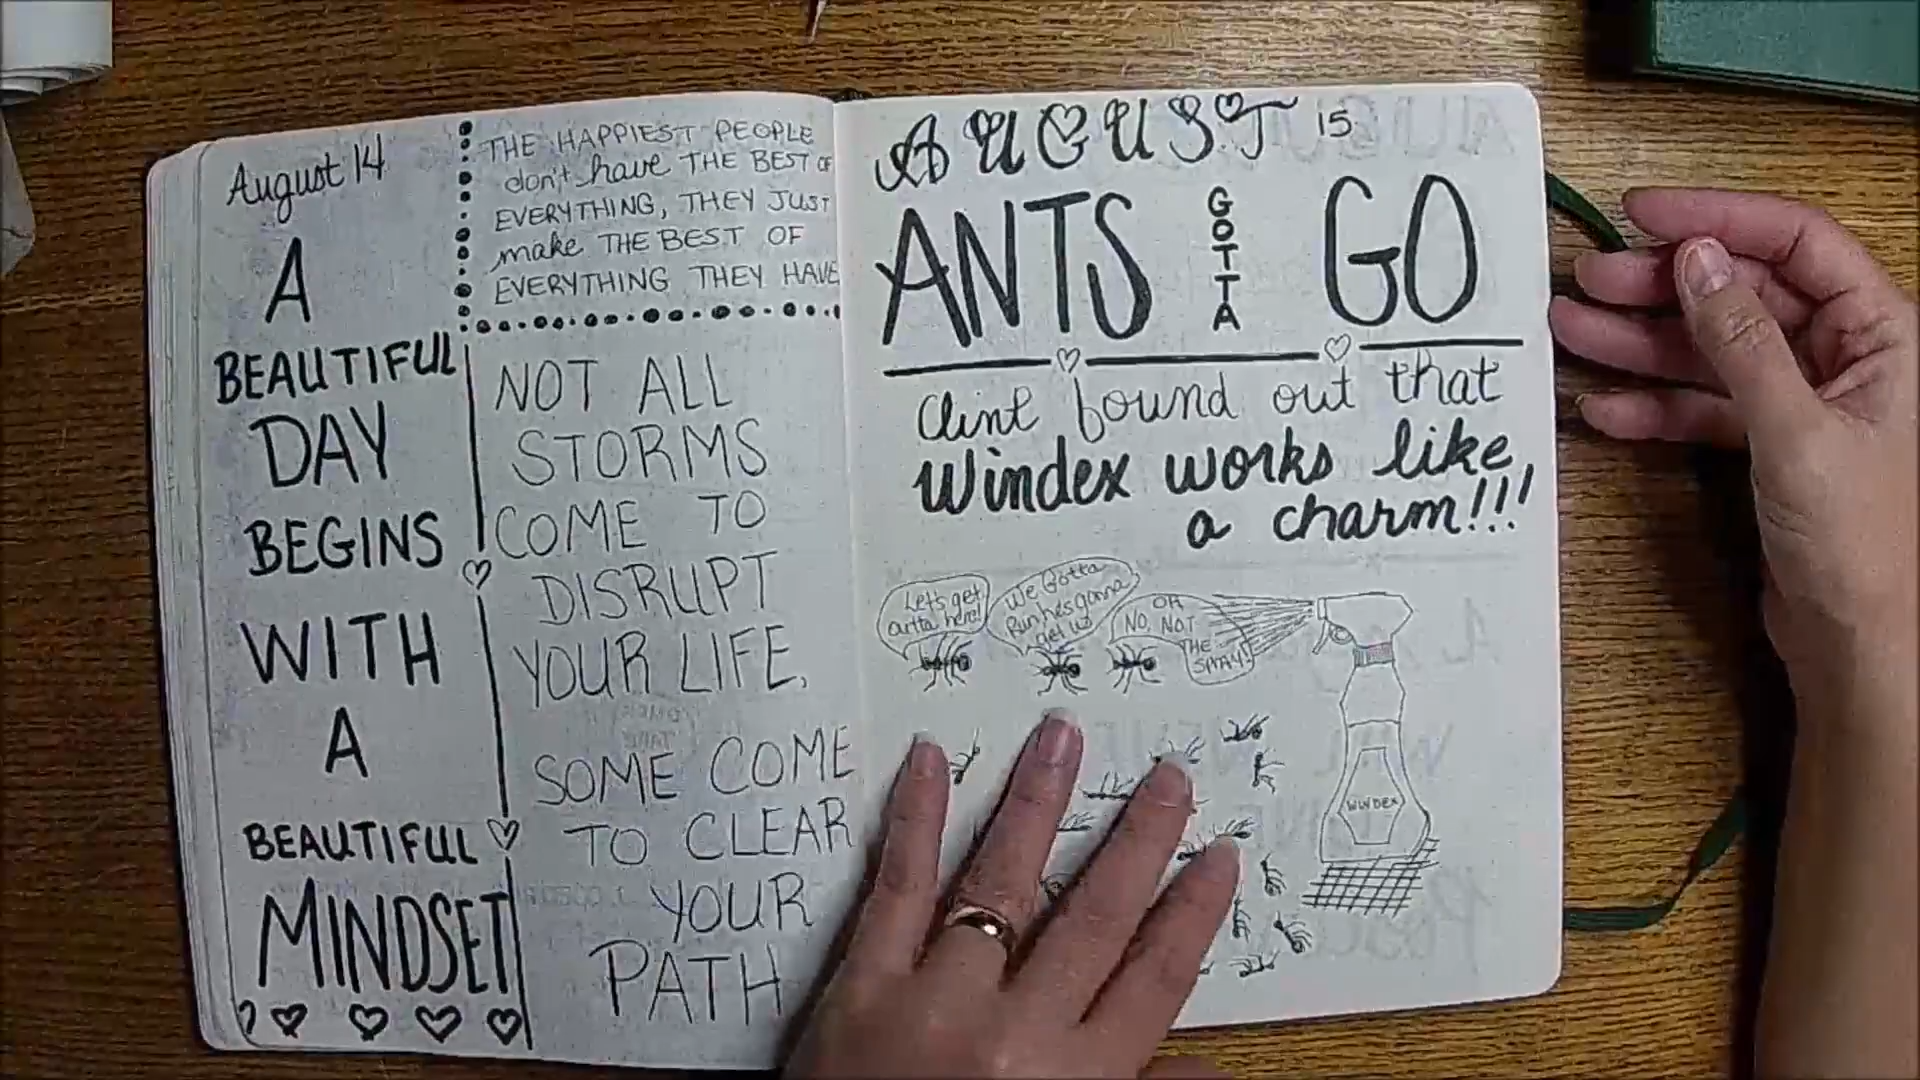 August 14
A
BEAUTIFUL
DAY
BEGINS
WITH
A
BEAUTIFUL
MINDSET
THE HAPPIEST PEOPLE
don't have THE BEST OF
EVERYTHING, THEY JUST
make THE BEST OF
EVERYTHING THEY HAVE
NOT ALL
STORMS
COME TO
DISRUPT
YOUR LIFE,
SOME COME
TO CLEAR
YOUR
PATH
AUGUST 15
ANTS GOTTA GO
Clint found out that
Windex works like
a charm!!!
Let's get
outta here!
We Gotta
Run he's gonna
get us
OH
NO, NOT
THE
SPRAY!
WINDEX